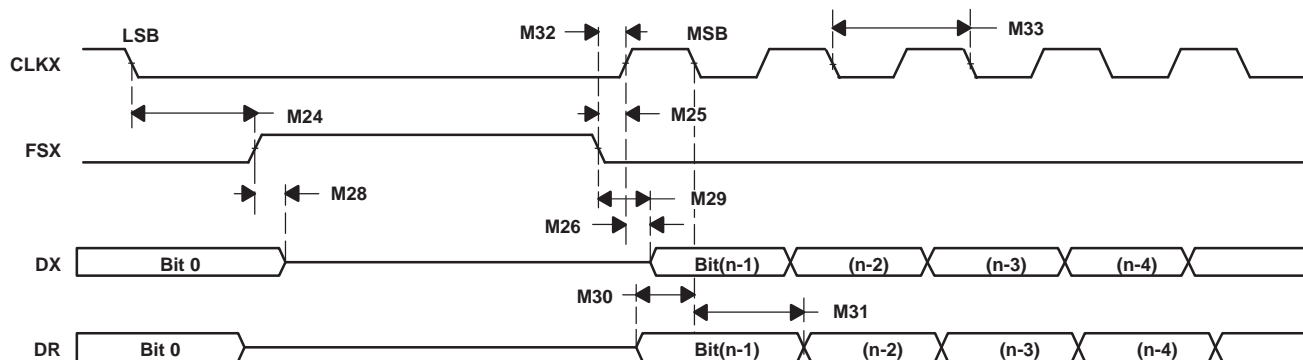 LSB
M32
MSB
M33
CLKX
M24
M25
FSX
M28
M29
M26
DX
Bit 0
Bit(n-1)
(n-2)
(n-3)
(n-4)
M30
M31
DR
Bit 0
Bit(n-1)
(n-2)
(n-3)
(n-4)